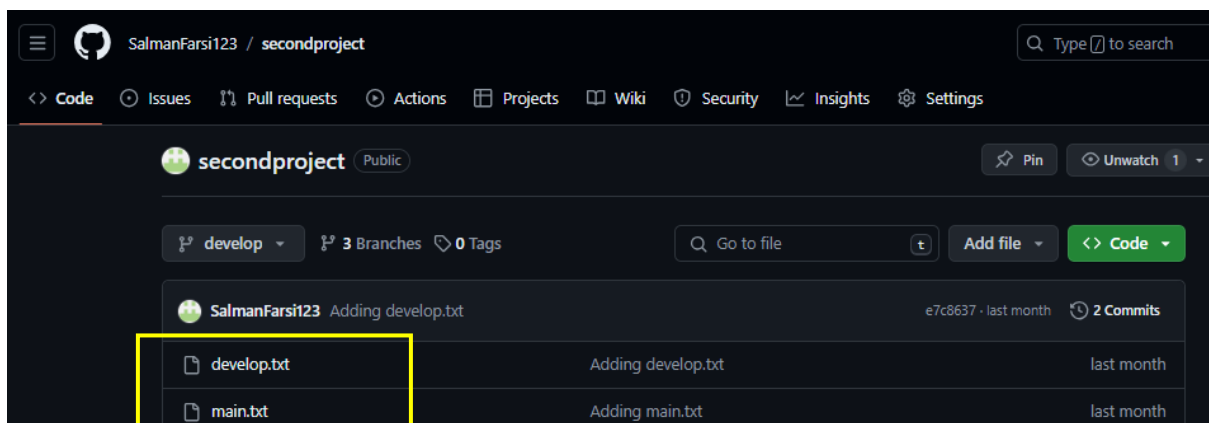 SalmanFarsi123 / secondproject
Type / to search
<> Code Issues Pull requests Actions Projects Wiki Security Insights Settings
secondproject Public
Pin Unwatch 1
develop 3 Branches 0 Tags
Go to file t Add file <> Code
SalmanFarsi123 Adding develop.txt e7c8637 · last month 2 Commits
develop.txt Adding develop.txt last month
main.txt Adding main.txt last month